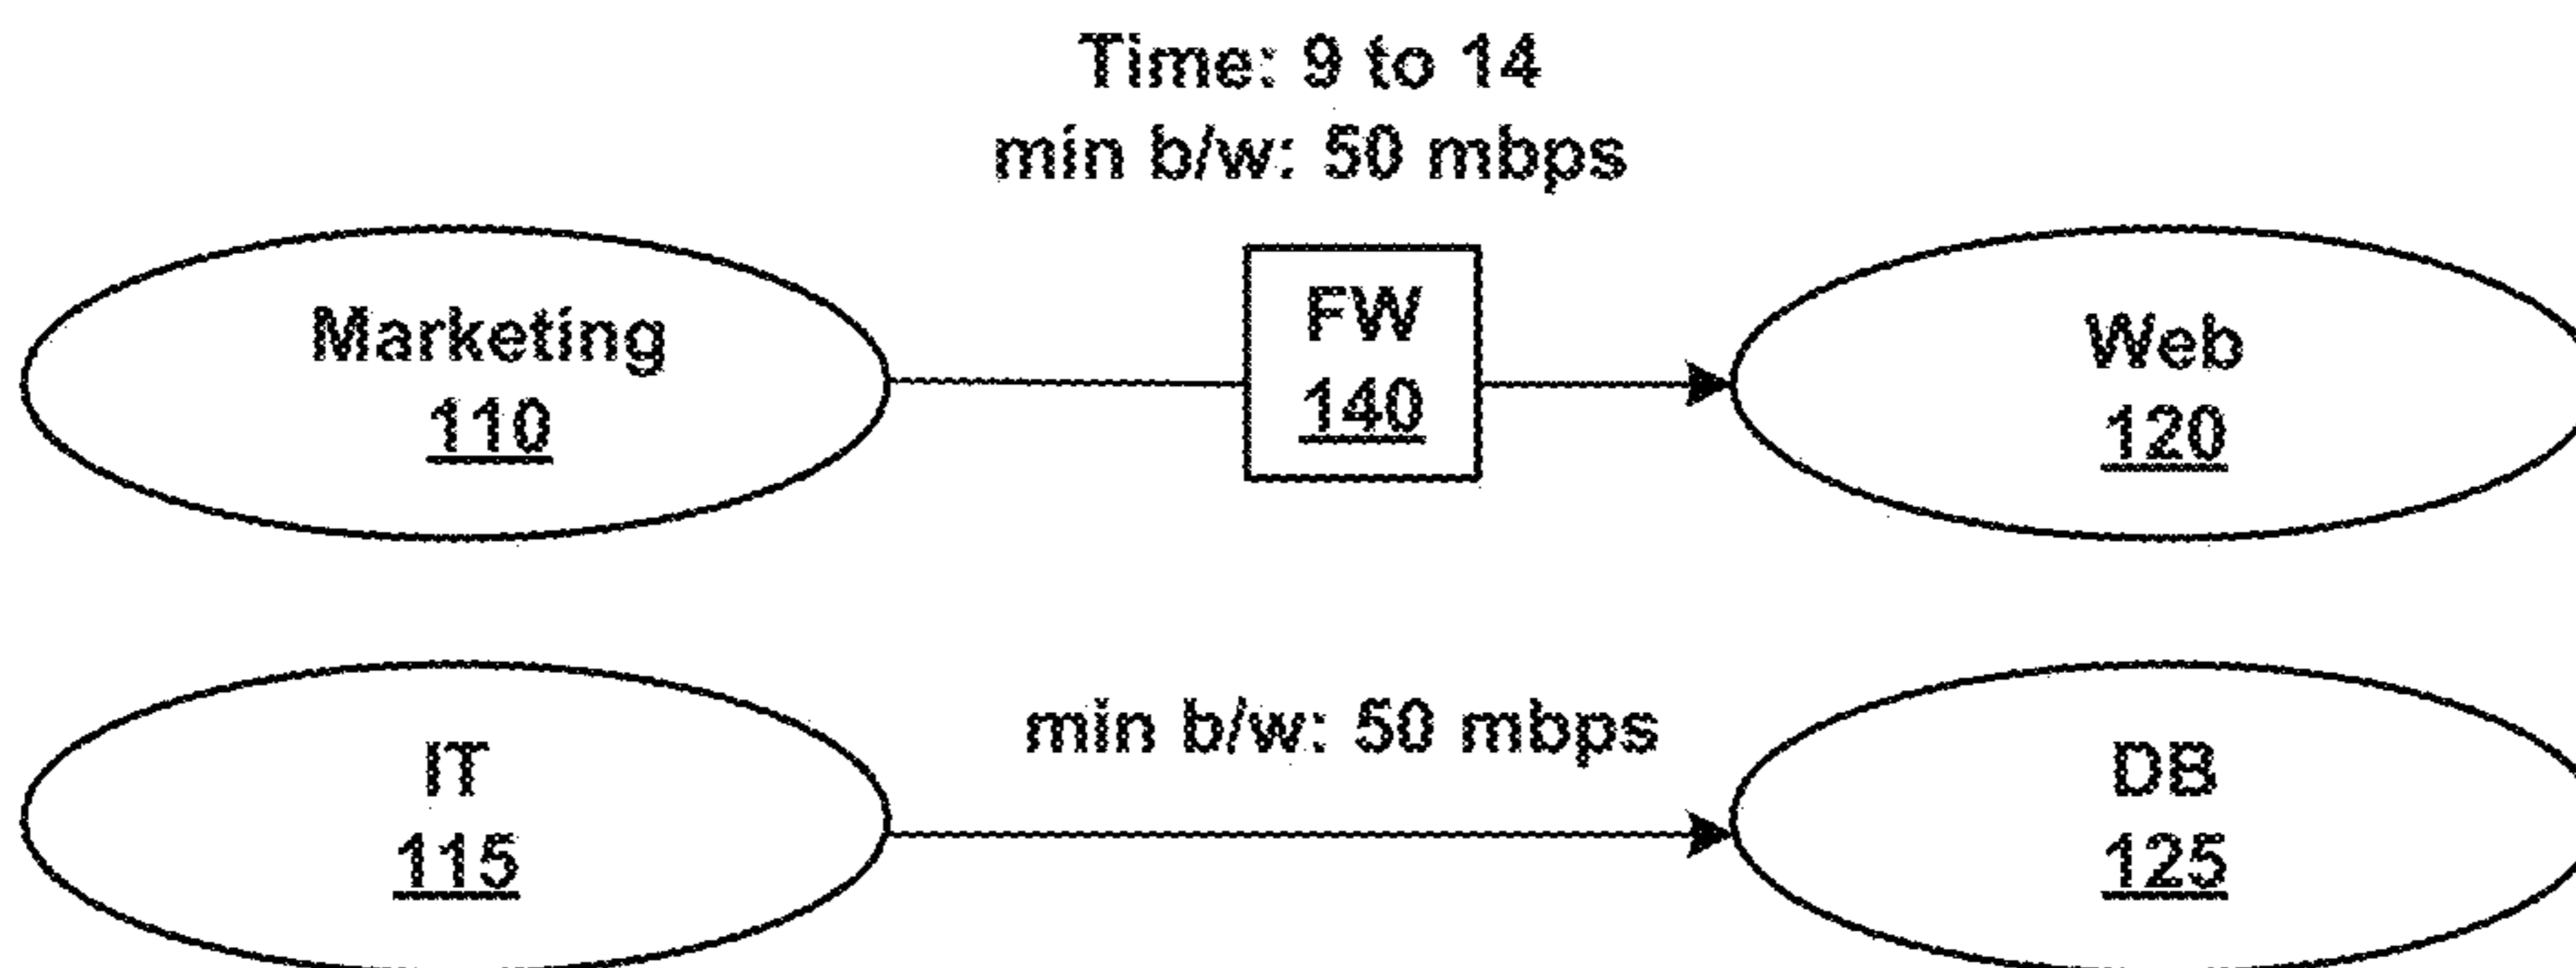 Time: 9 to 14
min b/w: 50 mbps
Marketing
110
FW
140
Web
120
min b/w: 50 mbps
IT
115
DB
125